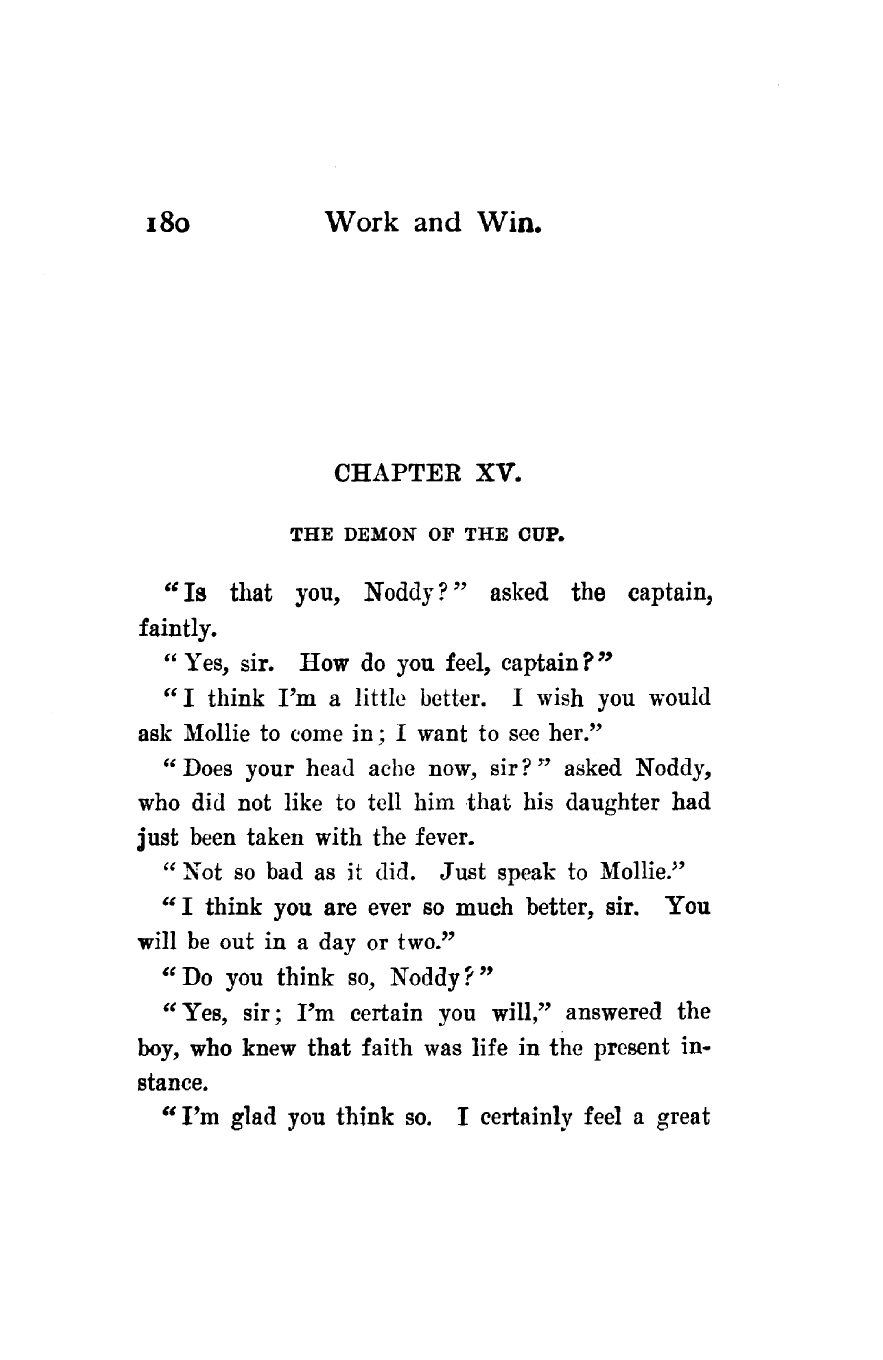 180 Work and Win.
CHAPTER XV.
THE DEMON OF THE CUP.
"Is that you, Noddy?" asked the captain,
faintly.
"Yes, sir. How do you feel, captain?"
"I think I'm a little better. I wish you would
ask Mollie to come in; I want to see her."
"Does your head ache now, sir?" asked Noddy,
who did not like to tell him that his daughter had
just been taken with the fever.
"Not so bad as it did. Just speak to Mollie."
"I think you are ever so much better, sir. You
will be out in a day or two."
"Do you think so, Noddy?"
"Yes, sir; I'm certain you will," answered the
boy, who knew that faith was life in the present in-
stance.
"I'm glad you think so. I certainly feel a great